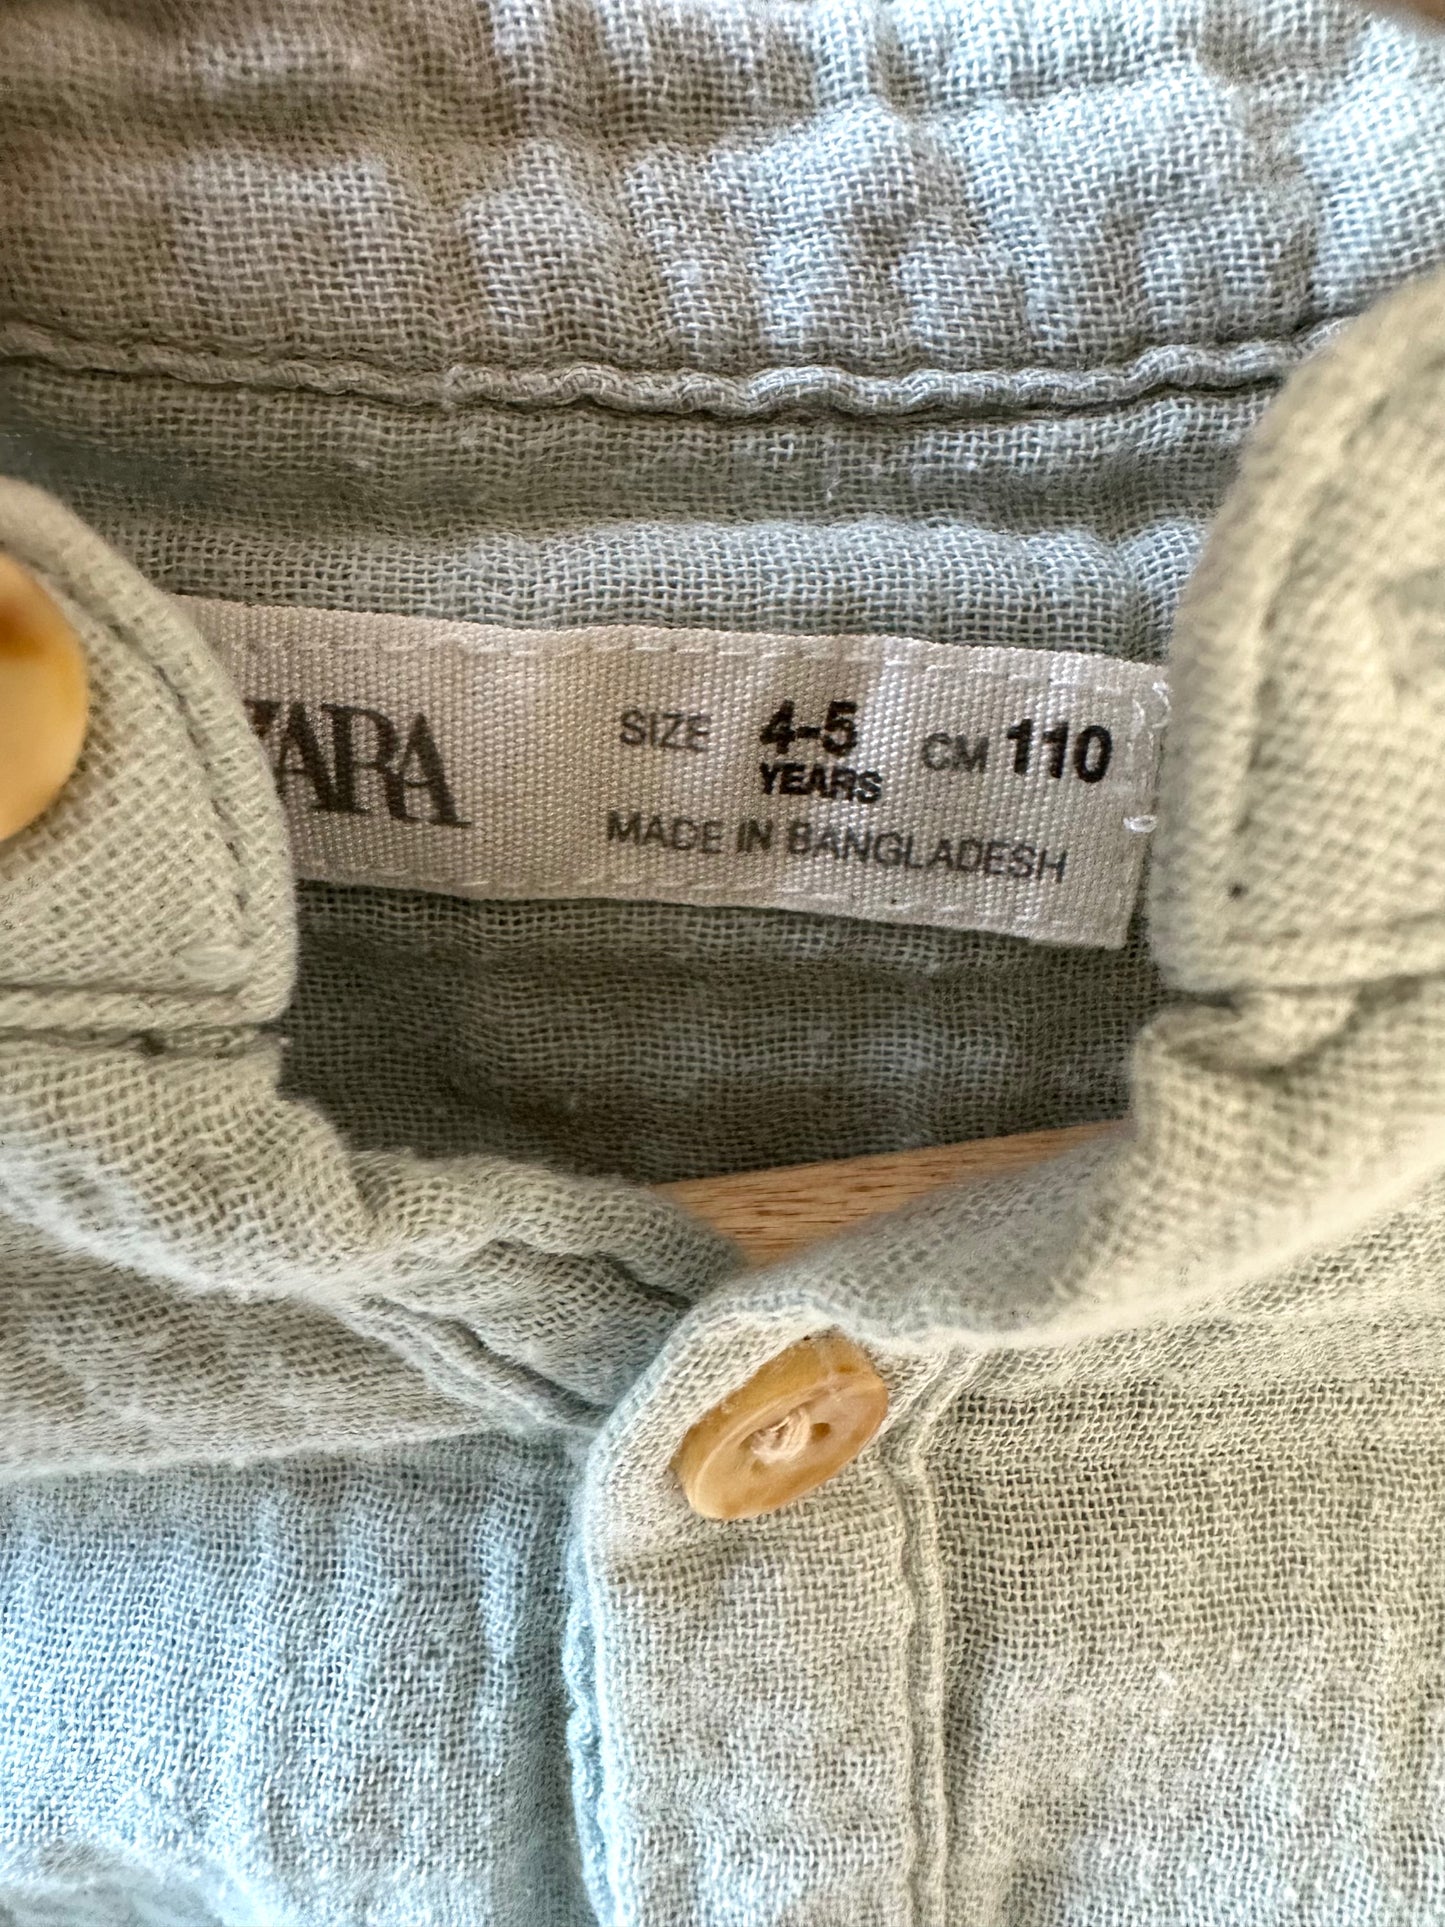 ZARA
SIZE 4-5 CM 110
YEARS
MADE IN BANGLADESH